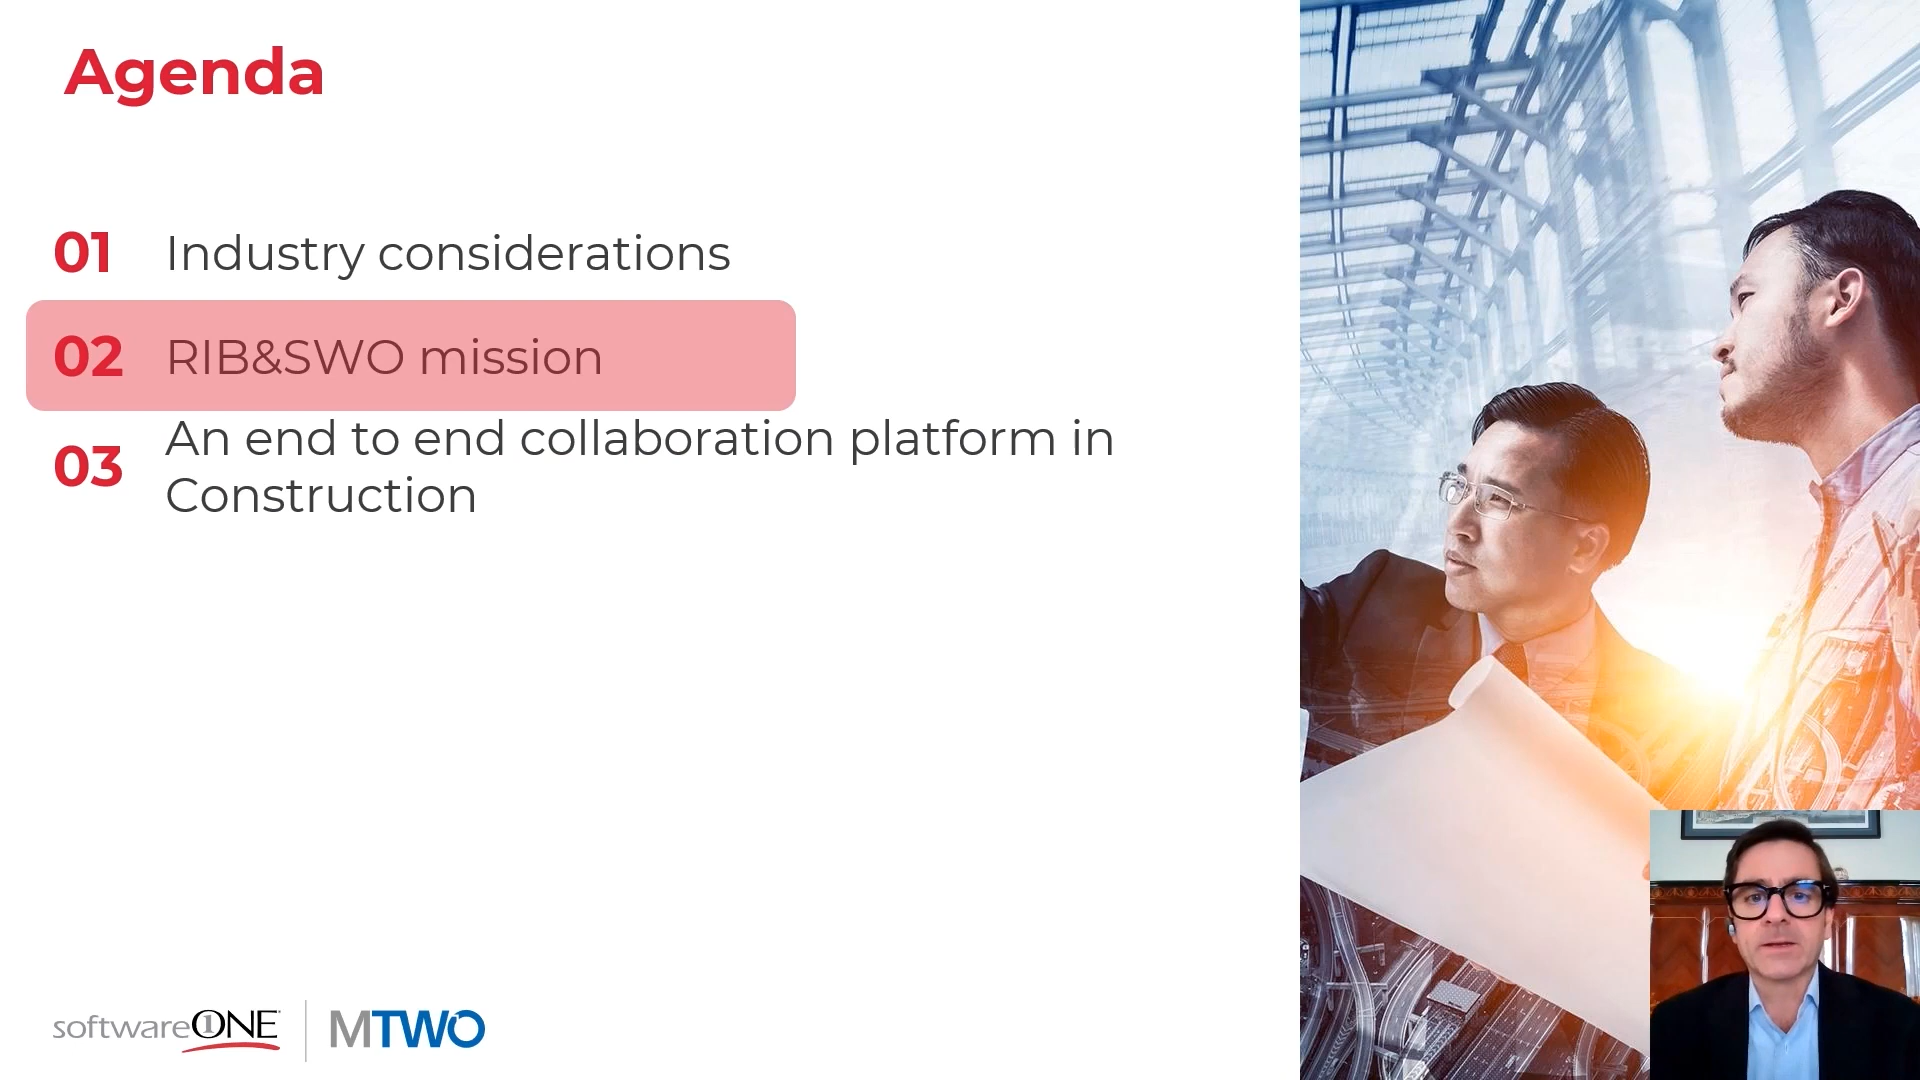 Agenda
01 Industry considerations
02 RIB&SWO mission
03 An end to end collaboration platform in
Construction
softwareONE
MTWO